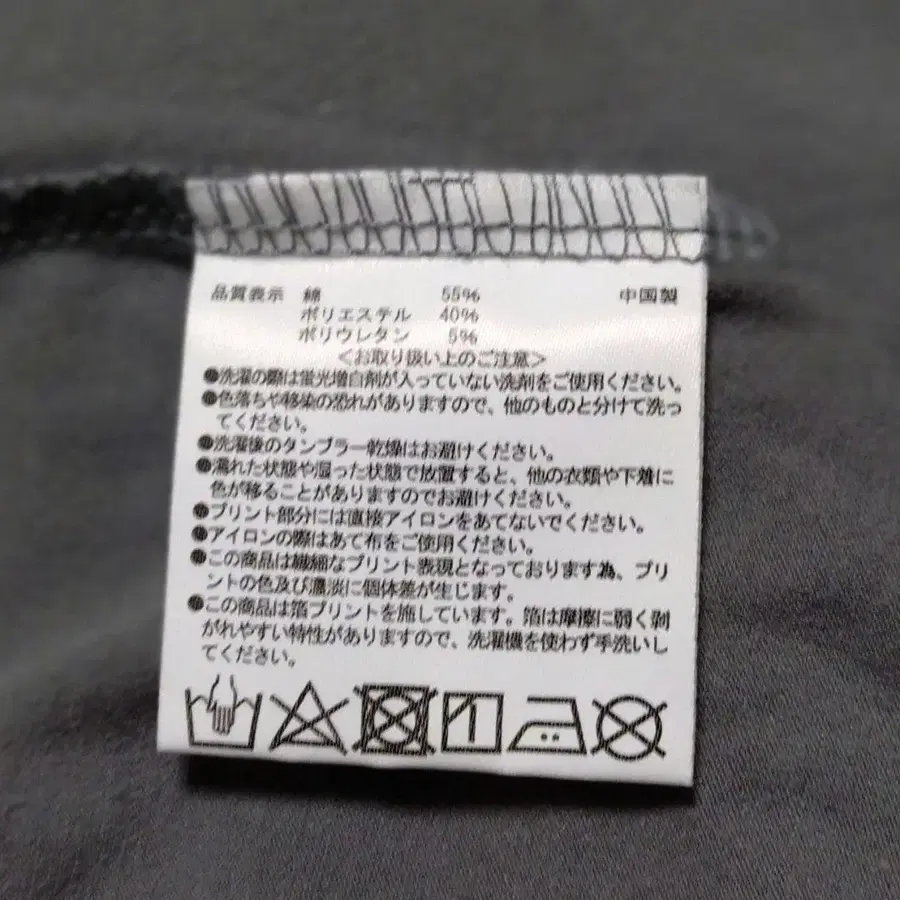 品質表示 綿 55% 中国製
ポリエステル 40%
ポリウレタン 5%
＜お取り扱い上のご注意＞
●洗濯の際は蛍光増白剤が入っていない洗剤をご使用ください。
●色落ちや移染の恐れがありますので、他のものと分けて洗っ
てください。
●洗濯後のタンブラー乾燥はお避けください。
●濡れた状態や湿った状態で放置すると、他の衣類や下着に
色が移ることがありますのでお避けください。
●プリント部分には直接アイロンをあてないでください。
●アイロンの際はあて布をご使用ください。
●この商品は繊細なプリント表現となっております為、プリ
ントの色及び濃淡に個体差が生じます。
●この商品は箔プリントを施しています。箔は摩擦に弱く剥
がれやすい特性がありますので、洗濯機を使わず手洗いし
てください。